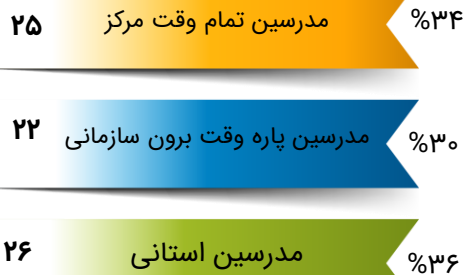 %۳۴ مدرسین تمام وقت مرکز ۲۵
%۳۰ مدرسین پاره وقت برون سازمانی ۲۲
%۳۶ مدرسین استانی ۲۶